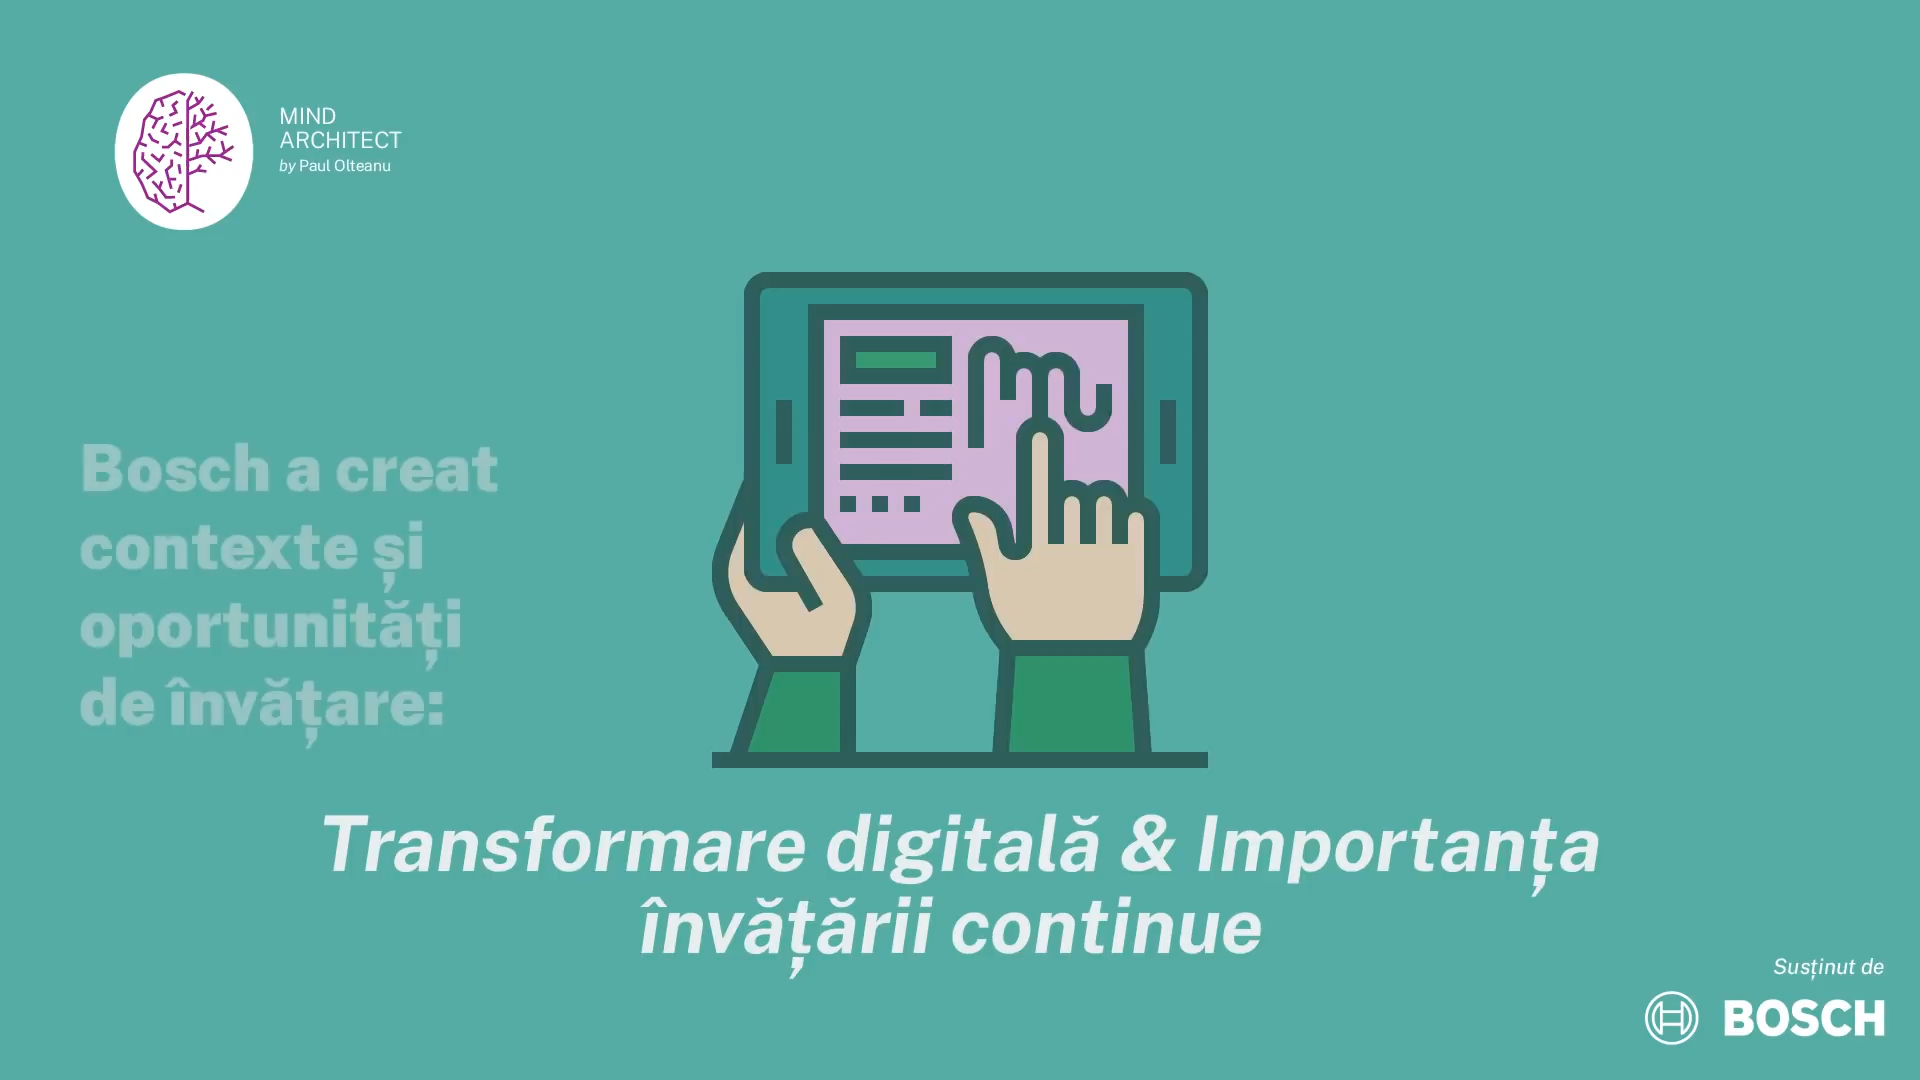 MIND
ARCHITECT
by Paul Olteanu
Bosch a creat
contexte și
oportunități
de învățare:
Transformare digitală & Importanța
învățării continue
Susținut de
BOSCH